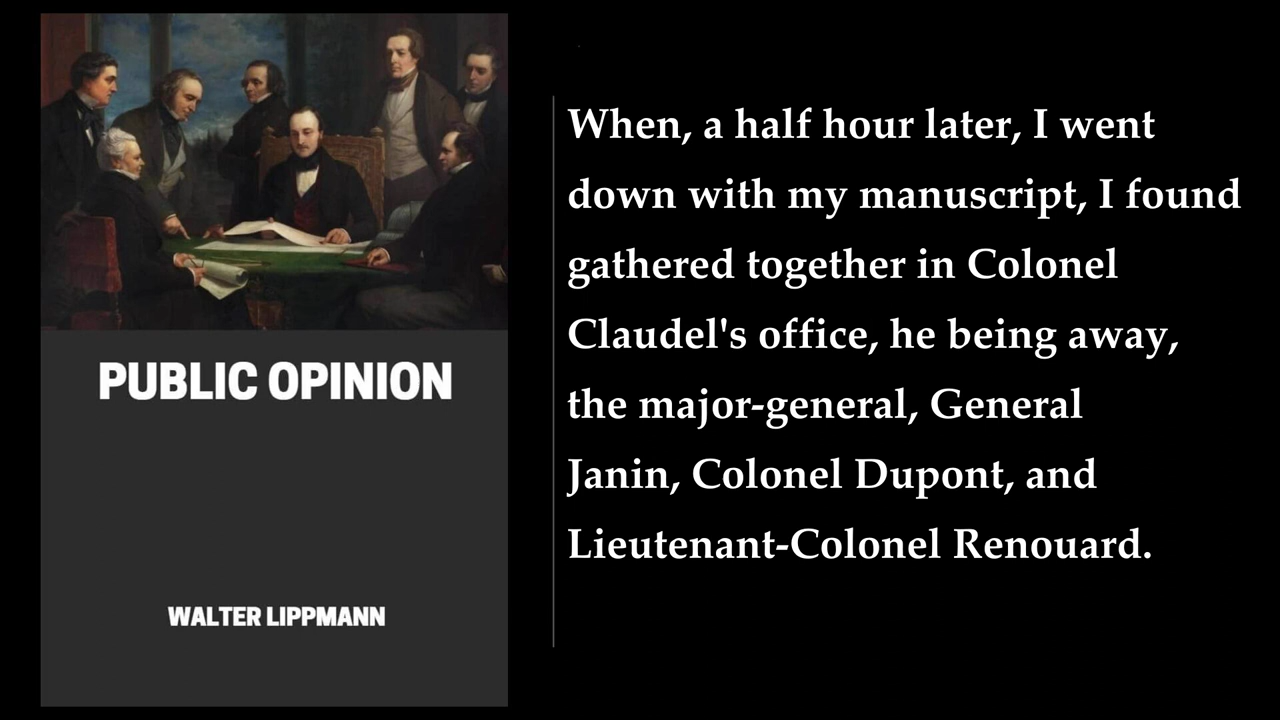 PUBLIC OPINION
WALTER LIPPMANN
When, a half hour later, I went
down with my manuscript, I found
gathered together in Colonel
Claudel's office, he being away,
the major-general, General
Janin, Colonel Dupont, and
Lieutenant-Colonel Renouard.